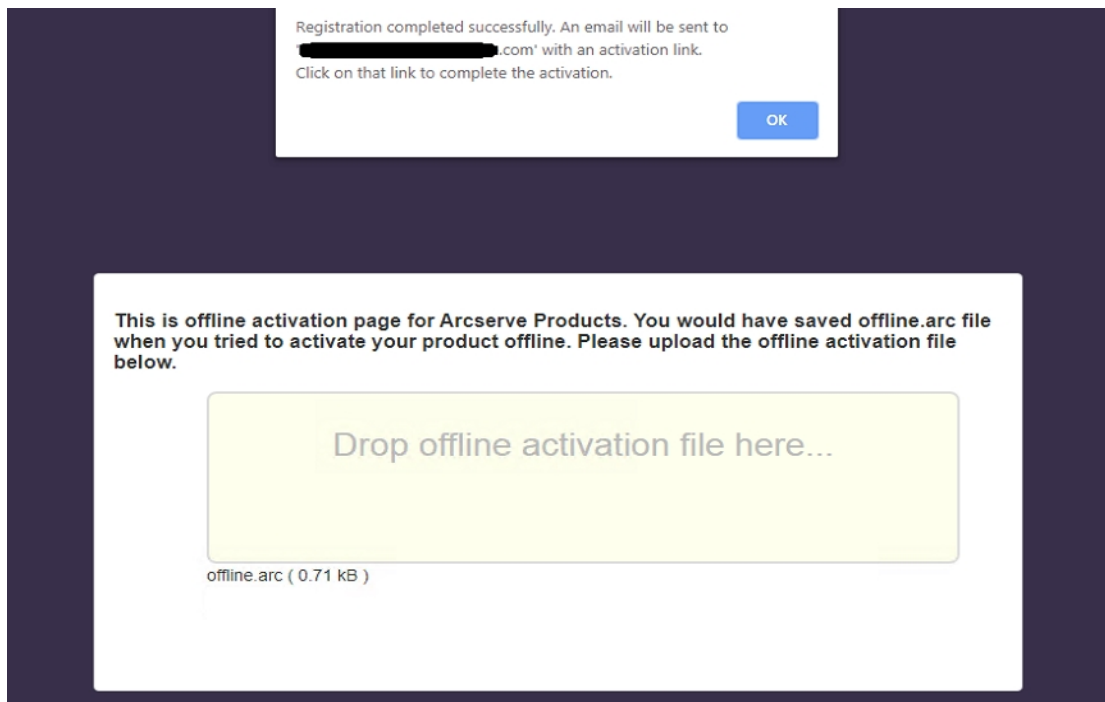 Registration completed successfully. An email will be sent to
' .com' with an activation link.
Click on that link to complete the activation.
OK
This is offline activation page for Arcserve Products. You would have saved offline.arc file
when you tried to activate your product offline. Please upload the offline activation file
below.
Drop offline activation file here...
offline.arc ( 0.71 kB )